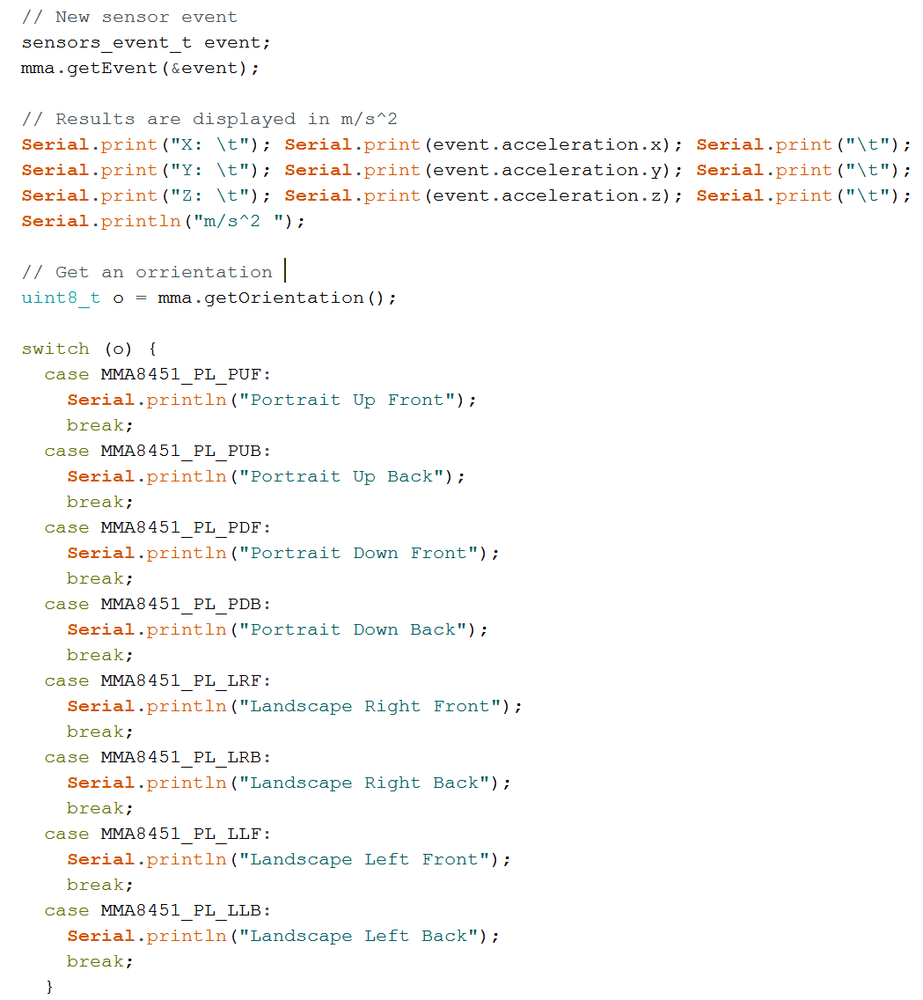 // New sensor event
sensors_event_t event;
mma.getEvent(&event);
// Results are displayed in m/s^2
Serial.print("X: \t"); Serial.print(event.acceleration.x); Serial.print("\t");
Serial.print("Y: \t"); Serial.print(event.acceleration.y); Serial.print("\t");
Serial.print("Z: \t"); Serial.print(event.acceleration.z); Serial.print("\t");
Serial.println("m/s^2 ");
// Get an orrientation
uint8_t o = mma.getOrientation();
switch (o) {
case MMA8451_PL_PUF:
Serial.println("Portrait Up Front");
break;
case MMA8451_PL_PUB:
Serial.println("Portrait Up Back");
break;
case MMA8451_PL_PDF:
Serial.println("Portrait Down Front");
break;
case MMA8451_PL_PDB:
Serial.println("Portrait Down Back");
break;
case MMA8451_PL_LRF:
Serial.println("Landscape Right Front");
break;
case MMA8451_PL_LRB:
Serial.println("Landscape Right Back");
break;
case MMA8451_PL_LLF:
Serial.println("Landscape Left Front");
break;
case MMA8451_PL_LLB:
Serial.println("Landscape Left Back");
break;
}